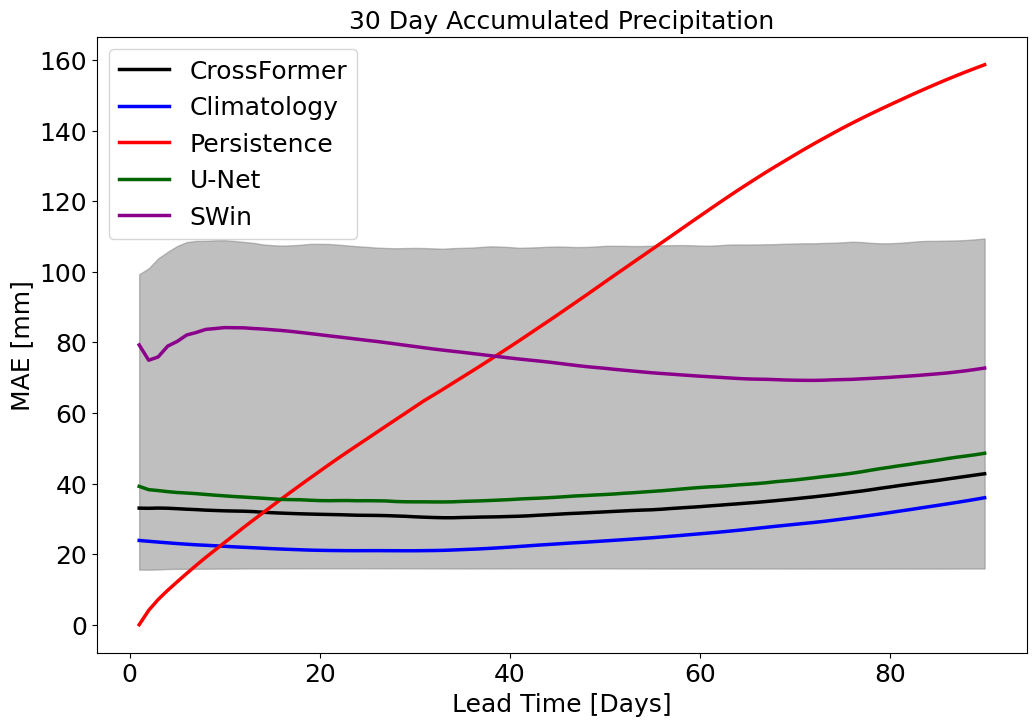 30 Day Accumulated Precipitation
160
140
120
100
80
60
40
20
0
MAE [mm]
CrossFormer
Climatology
Persistence
U-Net
SWin
0
20
40
60
80
Lead Time [Days]